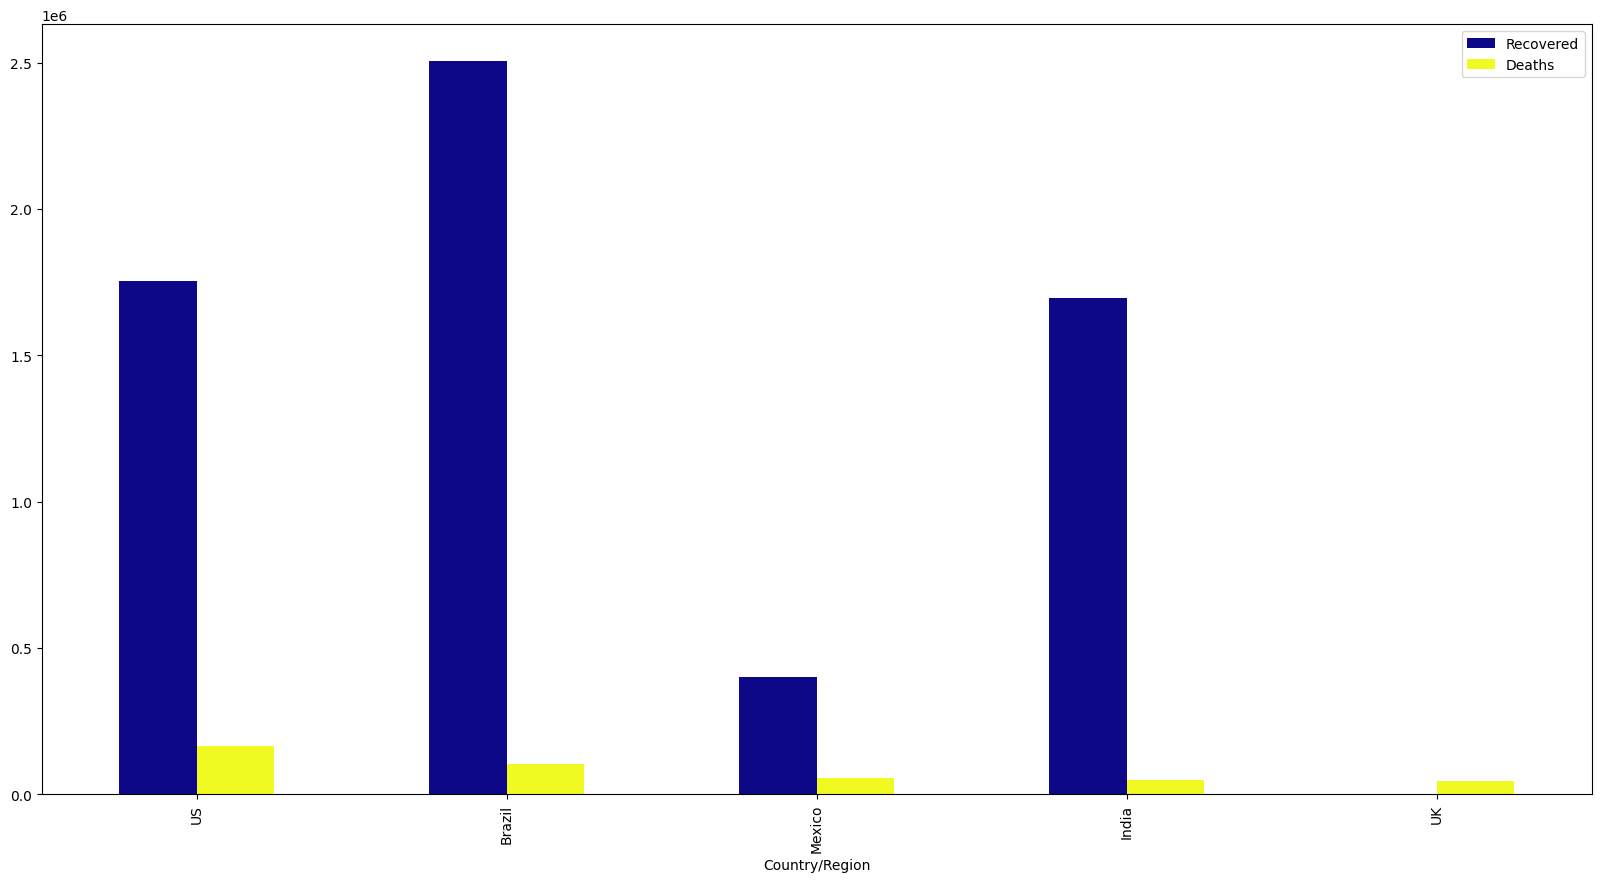 1e6
2.5
2.0
1.5
1.0
0.5
0.0
Recovered
Deaths
US
Brazil
Mexico
India
UK
Country/Region